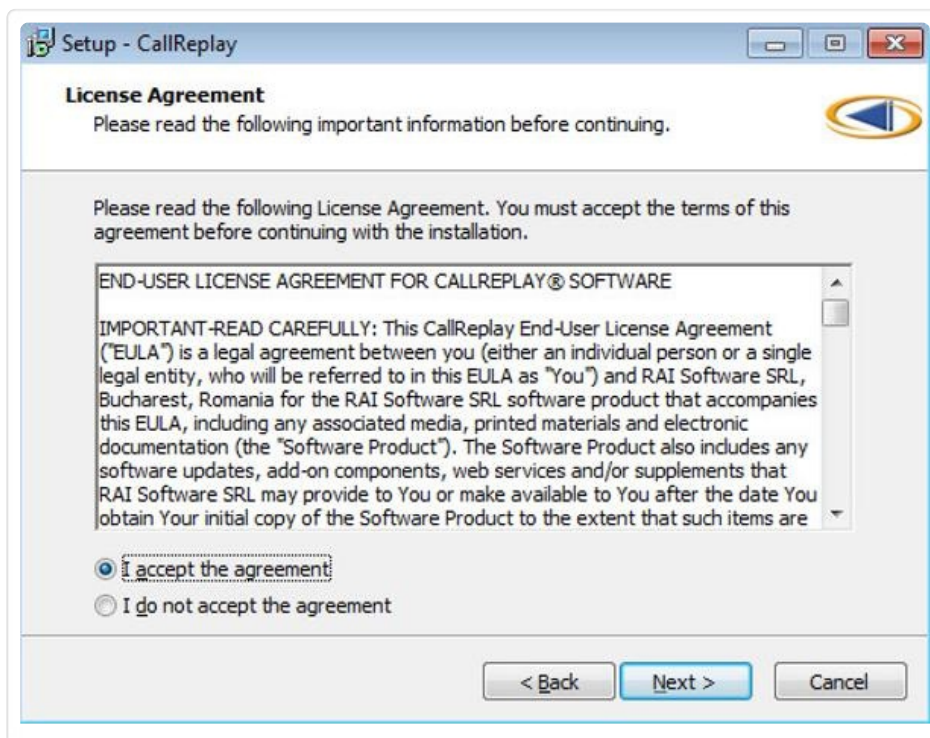 Setup - CallReplay
License Agreement
Please read the following important information before continuing.
Please read the following License Agreement. You must accept the terms of this
agreement before continuing with the installation.
END-USER LICENSE AGREEMENT FOR CALLREPLAY® SOFTWARE
IMPORTANT-READ CAREFULLY: This CallReplay End-User License Agreement
("EULA") is a legal agreement between you (either an individual person or a single
legal entity, who will be referred to in this EULA as "You") and RAI Software SRL,
Bucharest, Romania for the RAI Software SRL software product that accompanies
this EULA, including any associated media, printed materials and electronic
documentation (the "Software Product"). The Software Product also includes any
software updates, add-on components, web services and/or supplements that
RAI Software SRL may provide to You or make available to You after the date You
obtain Your initial copy of the Software Product to the extent that such items are
I accept the agreement
I do not accept the agreement
< Back Next > Cancel